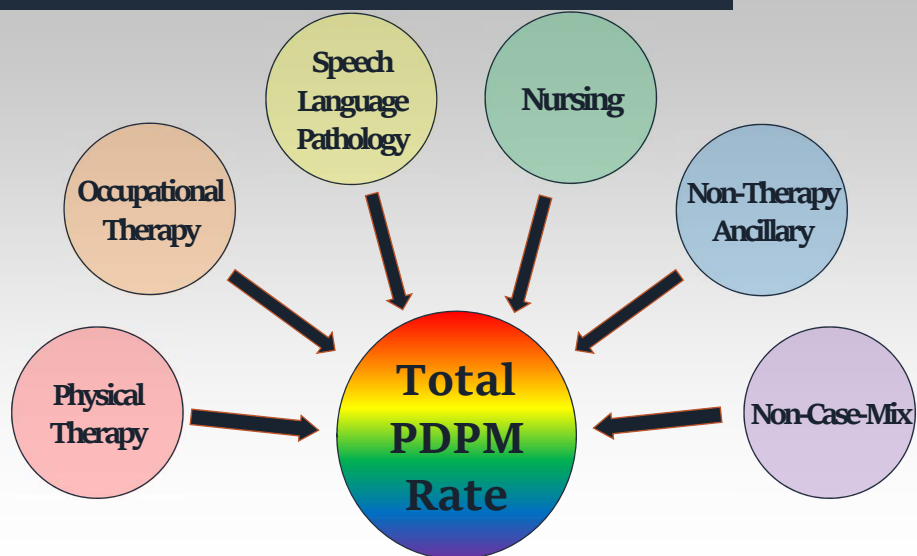 Speech
Language
Pathology
Nursing
Occupational
Therapy
Non-Therapy
Ancillary
Physical
Therapy
Non-Case-Mix
Total
PDPM
Rate